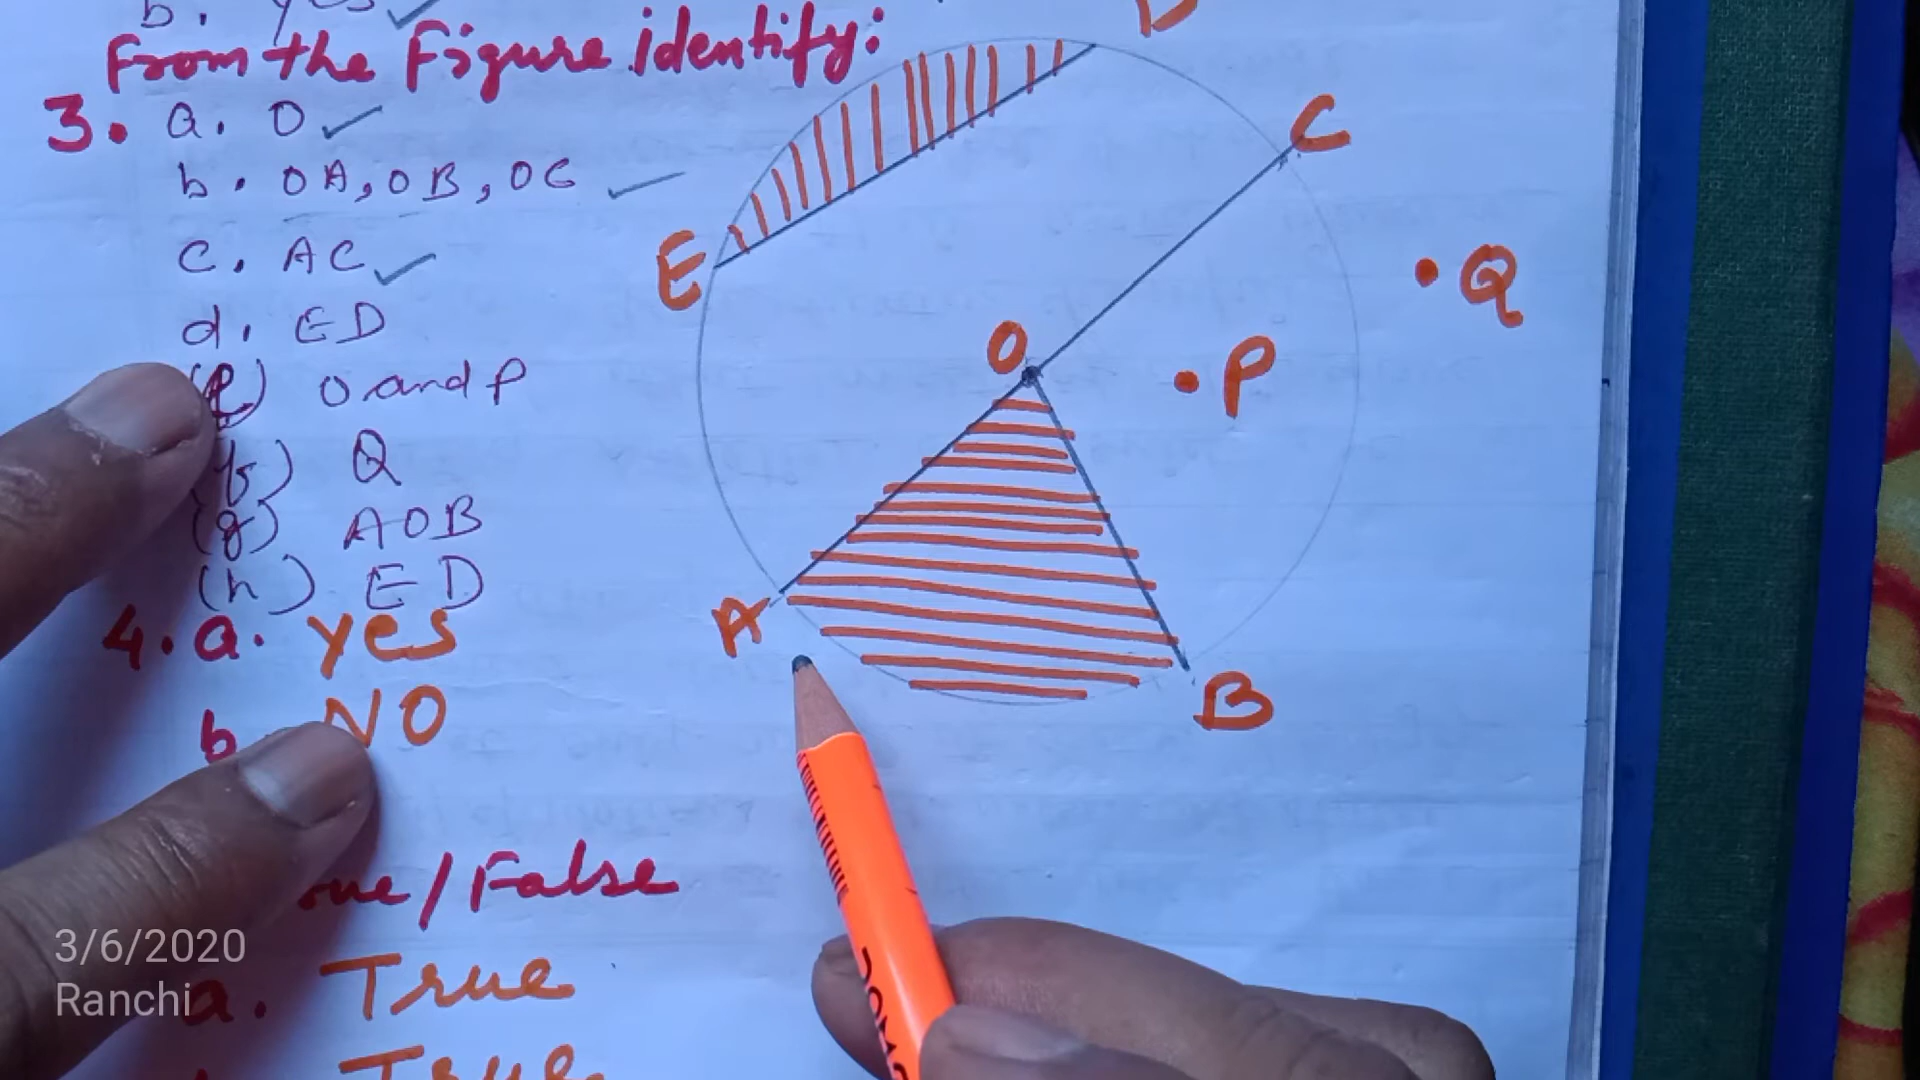 b. yes
From the Figure identify:
3. a. O
b. OA, OB, OC
c. AC
d. ED
(e) O and P
(f) Q
(g) AOB
(h) ED
4. a. Yes
b. NO
/False
a. True
True
D
C
E
Q
O
P
A
B
3/6/2020
Ranchi